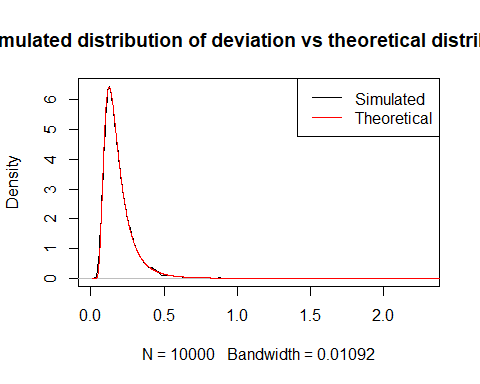 mulated distribution of deviation vs theoretical distrib
Simulated
Theoretical
Density
6
5
4
3
2
1
0
0.0 0.5 1.0 1.5 2.0
N = 10000 Bandwidth = 0.01092